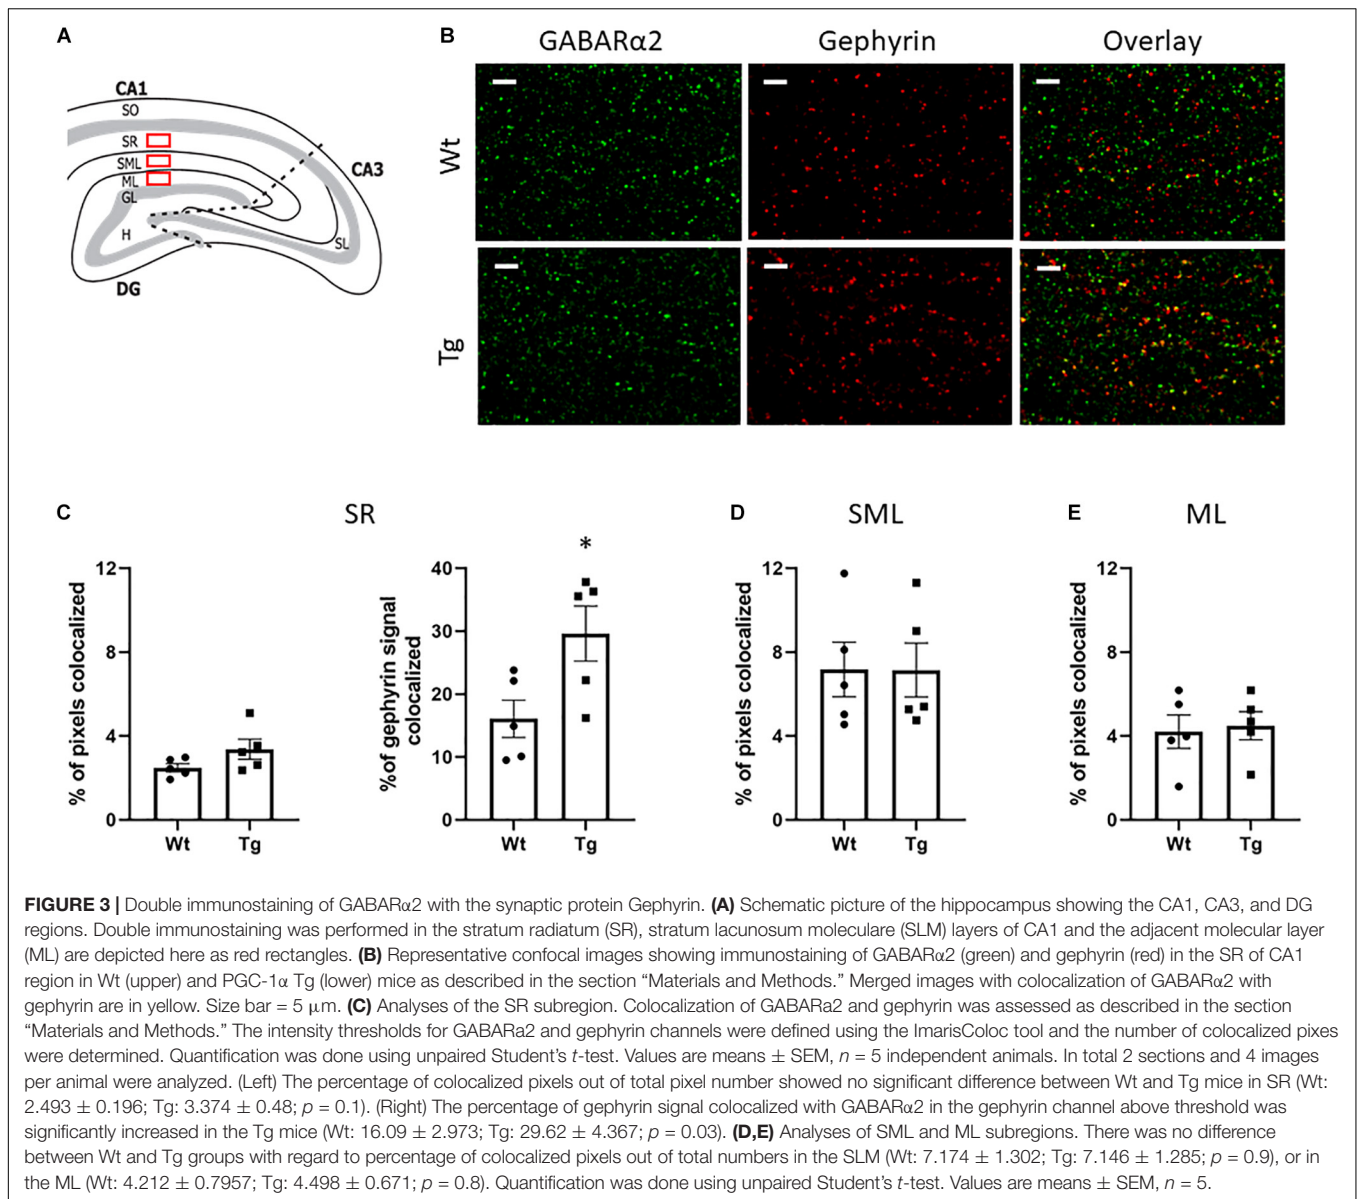 A
CA1
SO
SR
SML
ML
GL
H
SL
CA3
DG
B
GABARα2
Gephyrin
Overlay
Wt
Tg
C
SR
% of pixels colocalized
12
8
4
0
Wt
Tg
%of gephyrin signal
colocalized
40
30
20
10
0
*
Wt
Tg
D
SML
% of pixels colocalized
12
8
4
0
Wt
Tg
E
ML
% of pixels colocalized
12
8
4
0
Wt
Tg
FIGURE 3 | Double immunostaining of GABARα2 with the synaptic protein Gephyrin. (A) Schematic picture of the hippocampus showing the CA1, CA3, and DG
regions. Double immunostaining was performed in the stratum radiatum (SR), stratum lacunosum moleculare (SLM) layers of CA1 and the adjacent molecular layer
(ML) are depicted here as red rectangles. (B) Representative confocal images showing immunostaining of GABARα2 (green) and gephyrin (red) in the SR of CA1
region in Wt (upper) and PGC-1α Tg (lower) mice as described in the section “Materials and Methods.” Merged images with colocalization of GABARα2 with
gephyrin are in yellow. Size bar = 5 μm. (C) Analyses of the SR subregion. Colocalization of GABARa2 and gephyrin was assessed as described in the section
“Materials and Methods.” The intensity thresholds for GABARa2 and gephyrin channels were defined using the ImarisColoc tool and the number of colocalized pixes
were determined. Quantification was done using unpaired Student’s t-test. Values are means ± SEM, n = 5 independent animals. In total 2 sections and 4 images
per animal were analyzed. (Left) The percentage of colocalized pixels out of total pixel number showed no significant difference between Wt and Tg mice in SR (Wt:
2.493 ± 0.196; Tg: 3.374 ± 0.48; p = 0.1). (Right) The percentage of gephyrin signal colocalized with GABARα2 in the gephyrin channel above threshold was
significantly increased in the Tg mice (Wt: 16.09 ± 2.973; Tg: 29.62 ± 4.367; p = 0.03). (D,E) Analyses of SML and ML subregions. There was no difference
between Wt and Tg groups with regard to percentage of colocalized pixels out of total numbers in the SLM (Wt: 7.174 ± 1.302; Tg: 7.146 ± 1.285; p = 0.9), or in
the ML (Wt: 4.212 ± 0.7957; Tg: 4.498 ± 0.671; p = 0.8). Quantification was done using unpaired Student’s t-test. Values are means ± SEM, n = 5.